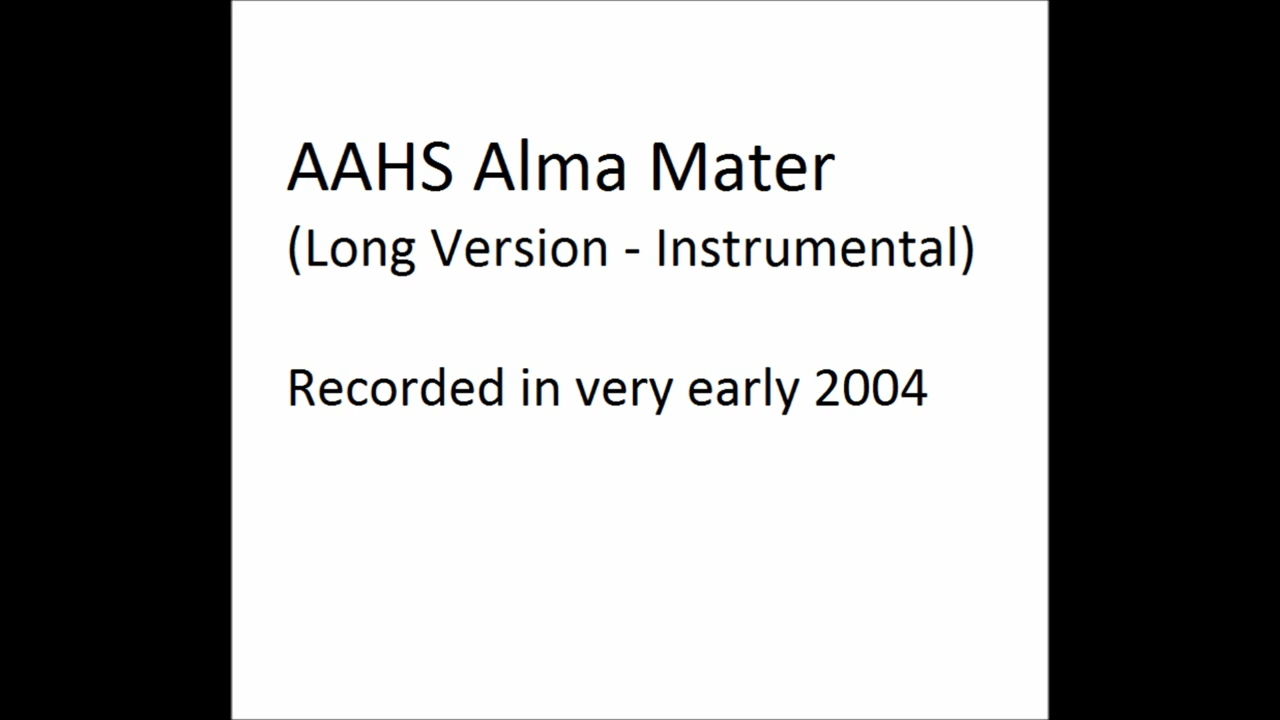 AAHS Alma Mater
(Long Version - Instrumental)
Recorded in very early 2004